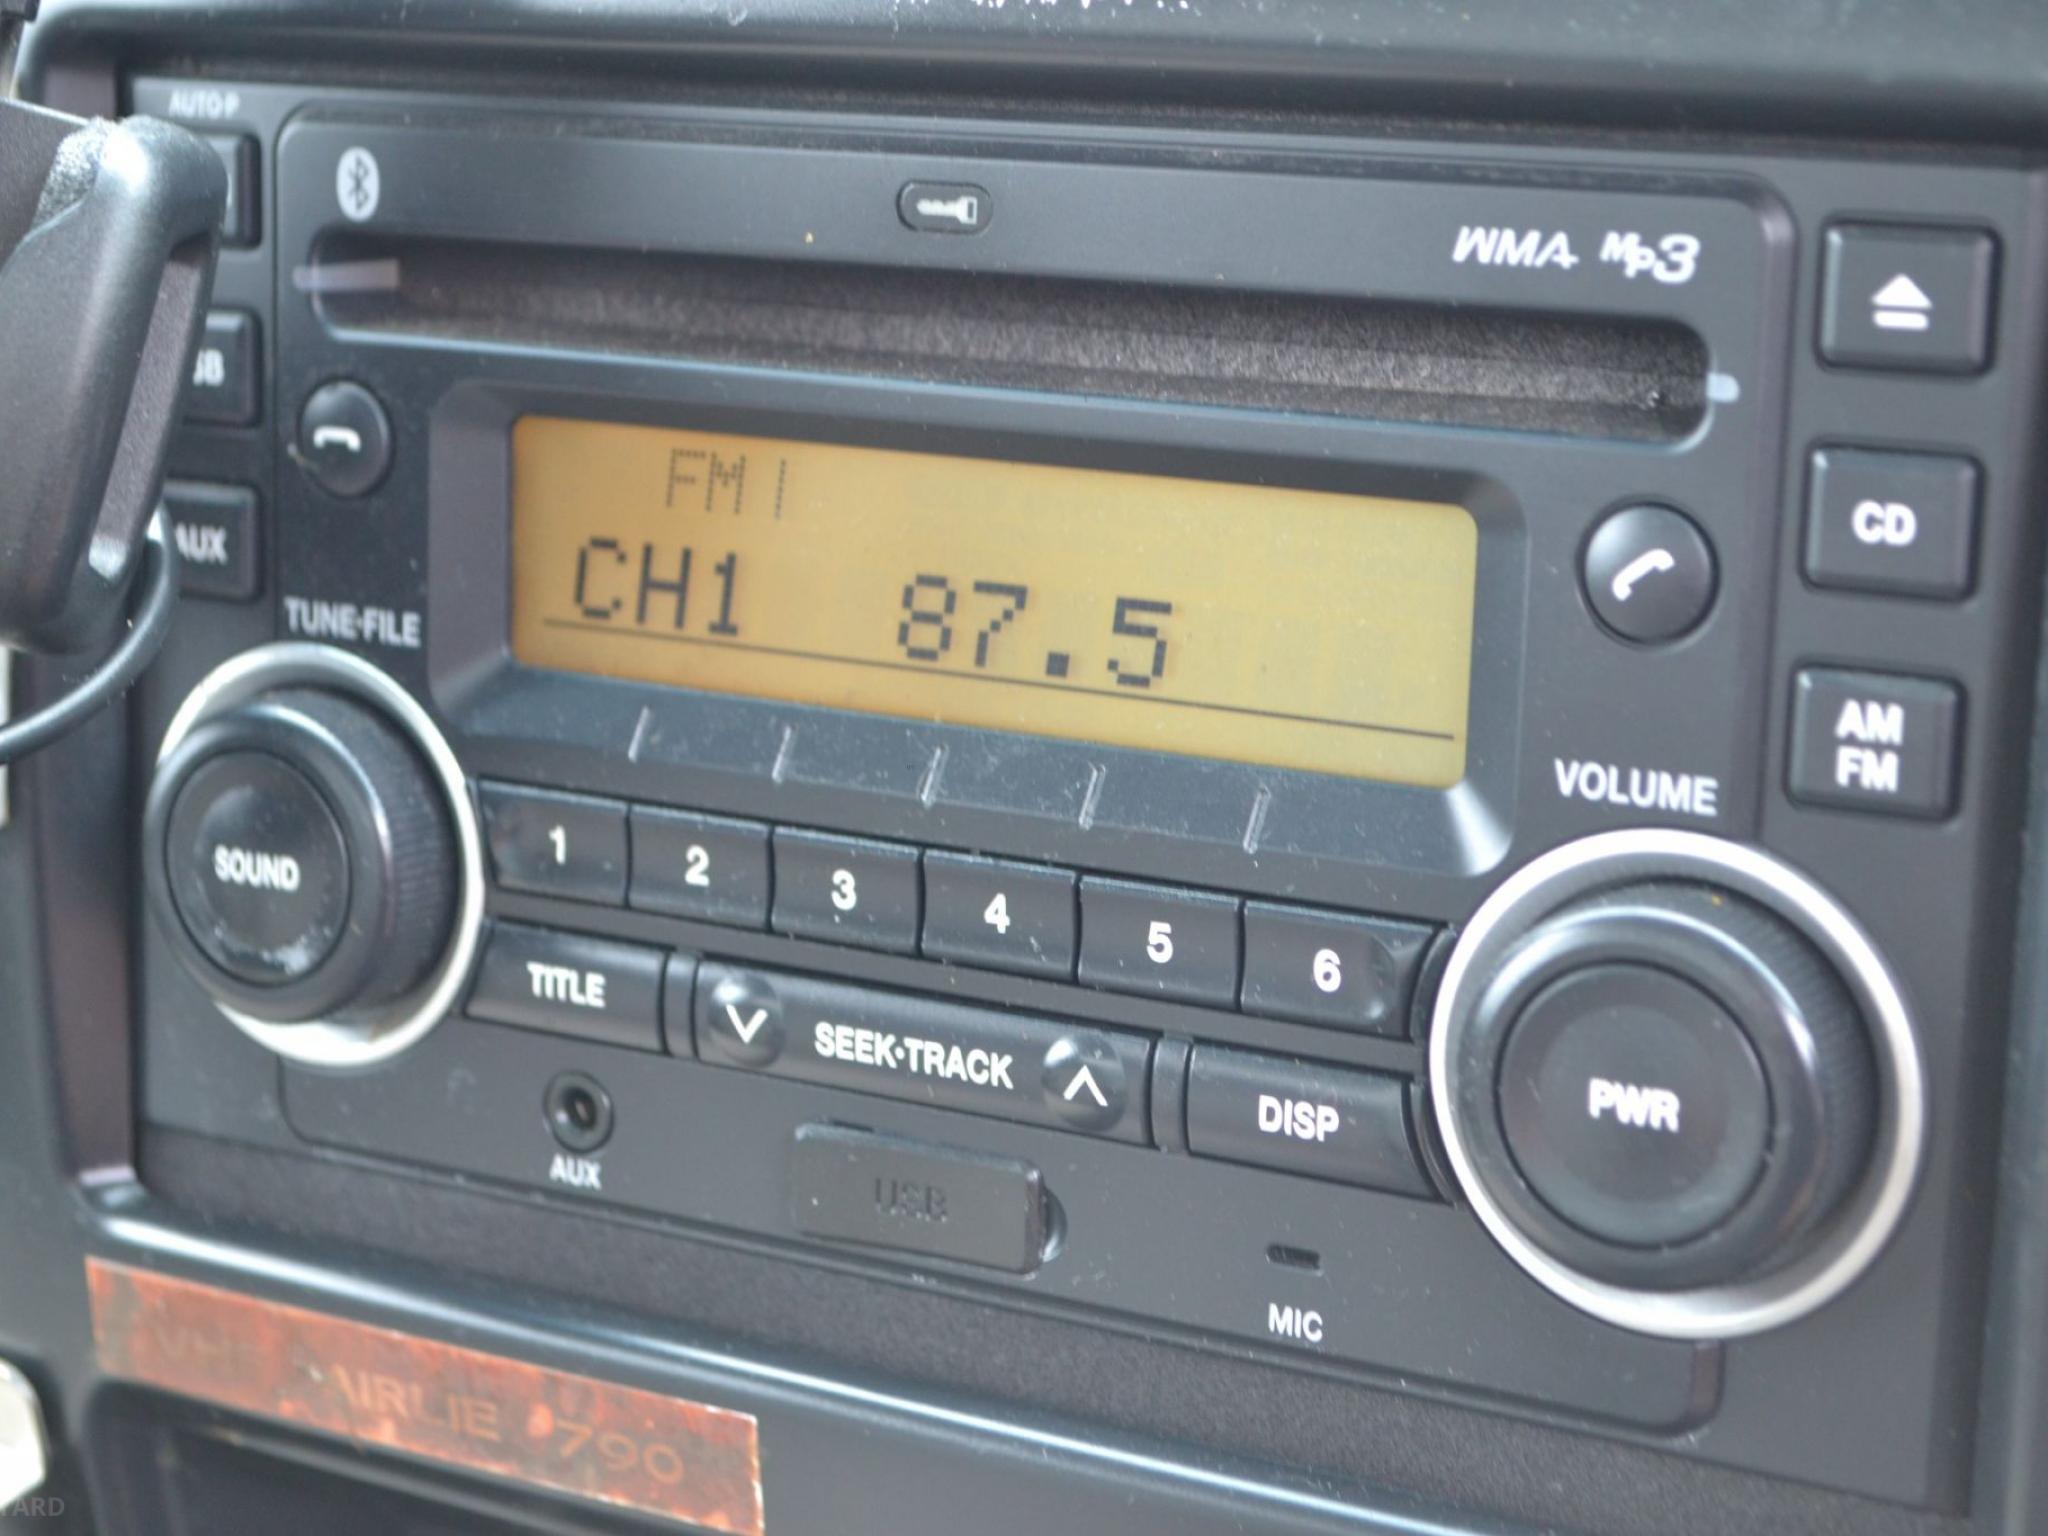 AUTO-P
WMA MP3
FM1
CH1 87.5
CD
AUX
TUNE·FILE
AM
FM
VOLUME
SOUND
1 2 3 4 5 6
TITLE
SEEK·TRACK
DISP
PWR
AUX
USB
MIC
VHF AIRLIE 790